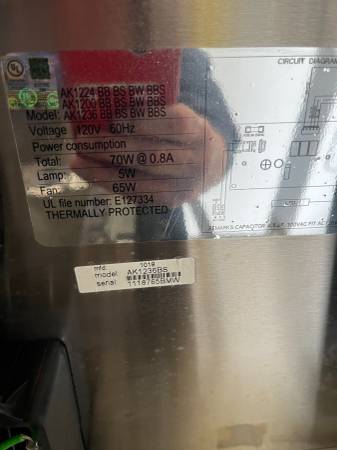 AK1224 BB BS BW BBS
AK1200 BB BS BW BBS
Model: AK1236 BB BS BW BBS
Voltage 120V 60Hz
Power consumption
Total: 70W @ 0.8A
Lamp: 5W
Fan: 65W
UL file number: E127334
THERMALLY PROTECTED
CIRCUIT DIAGRAM
mfd.
model: AK1236BS
serial: 1118765BMW